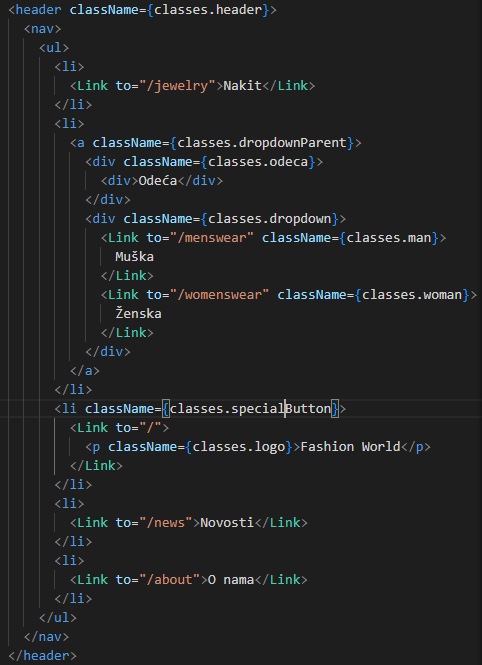 <header className={classes.header}>
<nav>
<ul>
<li>
<Link to="/jewelry">Nakit</Link>
</li>
<li>
<a className={classes.dropdownParent}>
<div className={classes.odeca}>
<div>Odeća</div>
</div>
<div className={classes.dropdown}>
<Link to="/menswear" className={classes.man}>
Muška
</Link>
<Link to="/womenswear" className={classes.woman}>
Ženska
</Link>
</div>
</a>
</li>
<li className={classes.specialButton}>
<Link to="/">
<p className={classes.logo}>Fashion World</p>
</Link>
</li>
<li>
<Link to="/news">Novosti</Link>
</li>
<li>
<Link to="/about">O nama</Link>
</li>
</ul>
</nav>
</header>